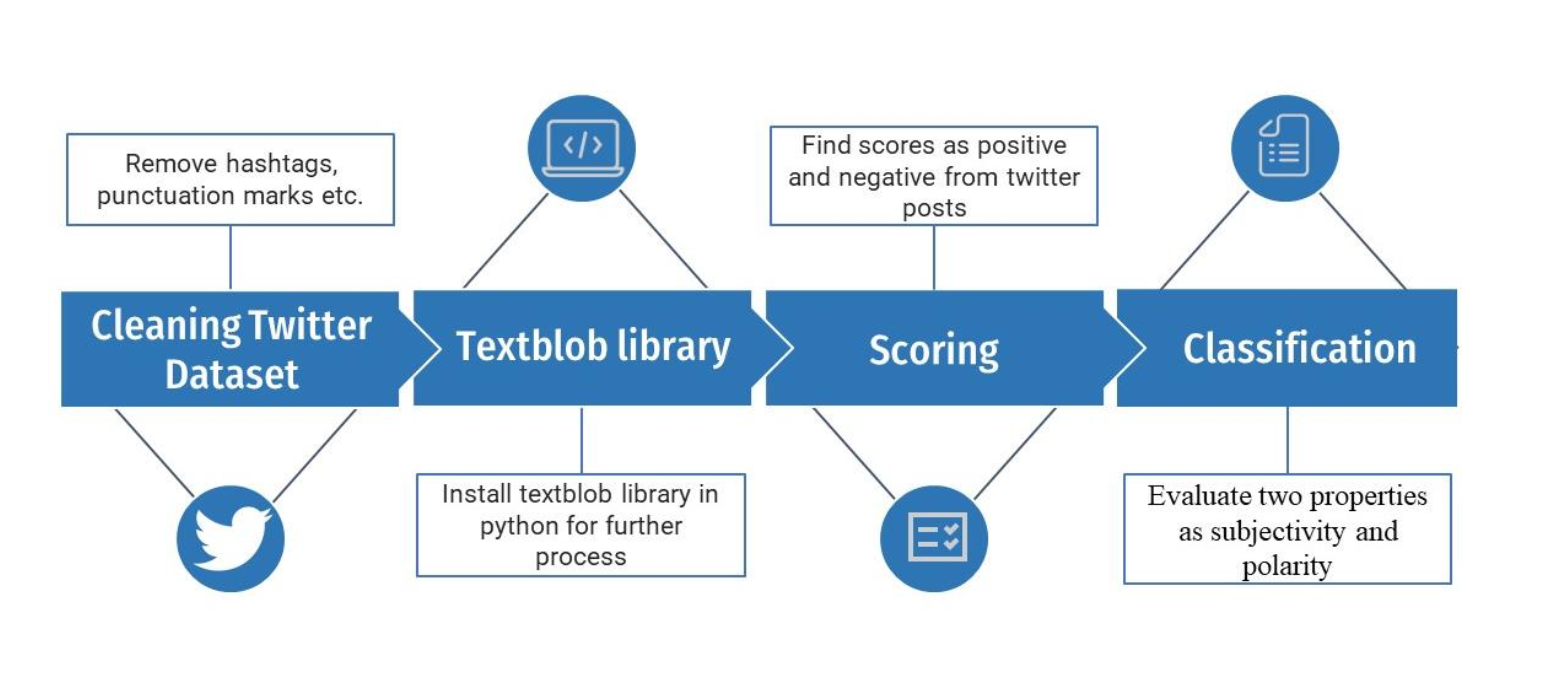 Remove hashtags,
punctuation marks etc.
</>
Find scores as positive
and negative from twitter
posts
Cleaning Twitter
Dataset
Textblob library
Scoring
Classification
Install textblob library in
python for further
process
Evaluate two properties
as subjectivity and
polarity